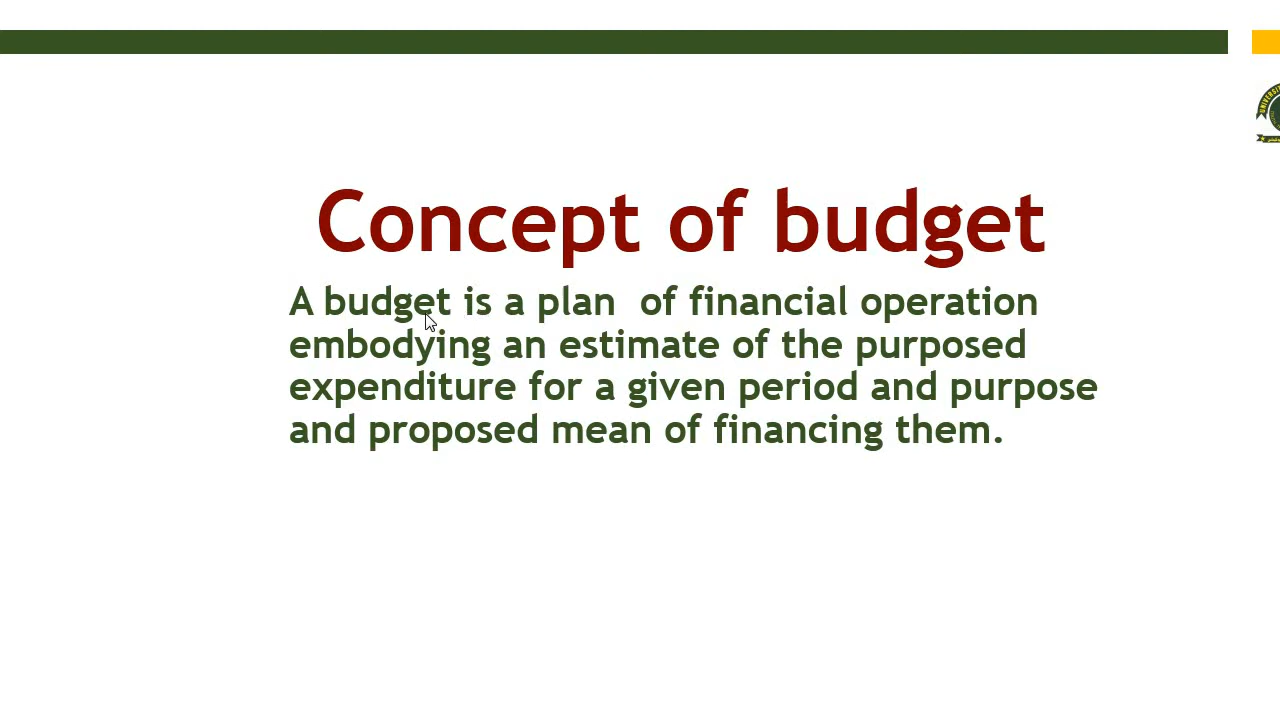 Concept of budget
A budget is a plan  of financial operation
embodying an estimate of the purposed
expenditure for a given period and purpose
and proposed mean of financing them.